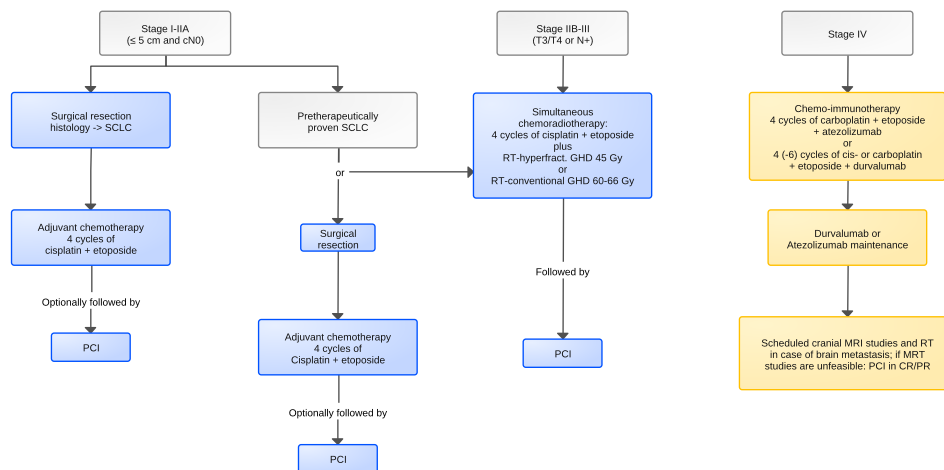 Stage I-IIA
(≤ 5 cm and cN0)
Surgical resection
histology -> SCLC
Adjuvant chemotherapy
4 cycles of
cisplatin + etoposide
Optionally followed by
PCI
Pretherapeutically
proven SCLC
or
Surgical
resection
Adjuvant chemotherapy
4 cycles of
Cisplatin + etoposide
Optionally followed by
PCI
Stage IIB-III
(T3/T4 or N+)
Simultaneous
chemoradiotherapy:
4 cycles of cisplatin + etoposide
plus
RT-hyperfract. GHD 45 Gy
or
RT-conventional GHD 60-66 Gy
Followed by
PCI
Stage IV
Chemo-immunotherapy
4 cycles of carboplatin + etoposide
+ atezolizumab
or
4 (-6) cycles of cis- or carboplatin
+ etoposide + durvalumab
Durvalumab or
Atezolizumab maintenance
Scheduled cranial MRI studies and RT
in case of brain metastasis; if MRT
studies are unfeasible: PCI in CR/PR